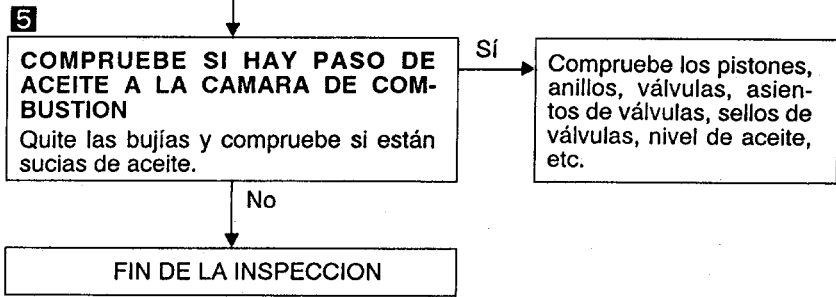 5
COMPRUEBE SI HAY PASO DE
ACEITE A LA CAMARA DE COM-
BUSTION
Quite las bujías y compruebe si están
sucias de aceite.
Sí
Compruebe los pistones,
anillos, válvulas, asien-
tos de válvulas, sellos de
válvulas, nivel de aceite,
etc.
No
FIN DE LA INSPECCION